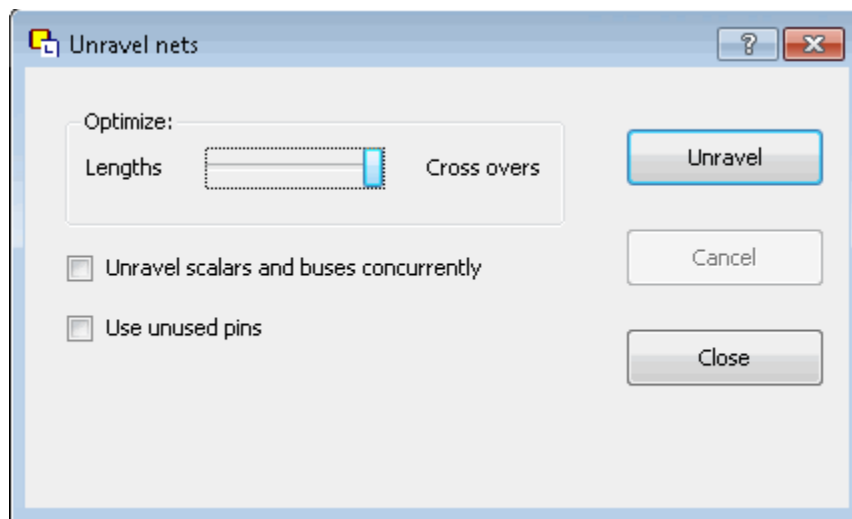 Unravel nets
Optimize:
Lengths
Cross overs
Unravel
Unravel scalars and buses concurrently
Cancel
Use unused pins
Close